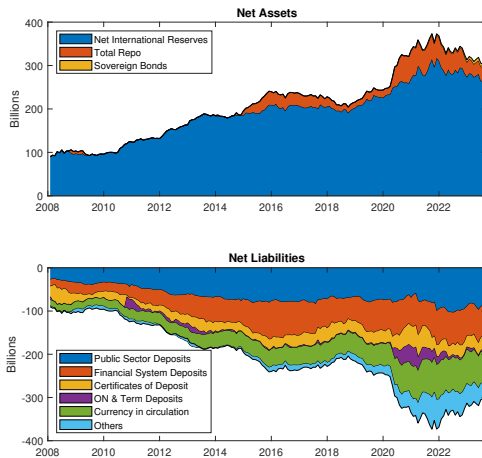 Net Assets
400
300
200
100
0
Billions
Net International Reserves
Total Repo
Sovereign Bonds
2008 2010 2012 2014 2016 2018 2020 2022
Net Liabilities
0
-100
-200
-300
-400
Billions
Public Sector Deposits
Financial System Deposits
Certificates of Deposit
ON & Term Deposits
Currency in circulation
Others
2008 2010 2012 2014 2016 2018 2020 2022